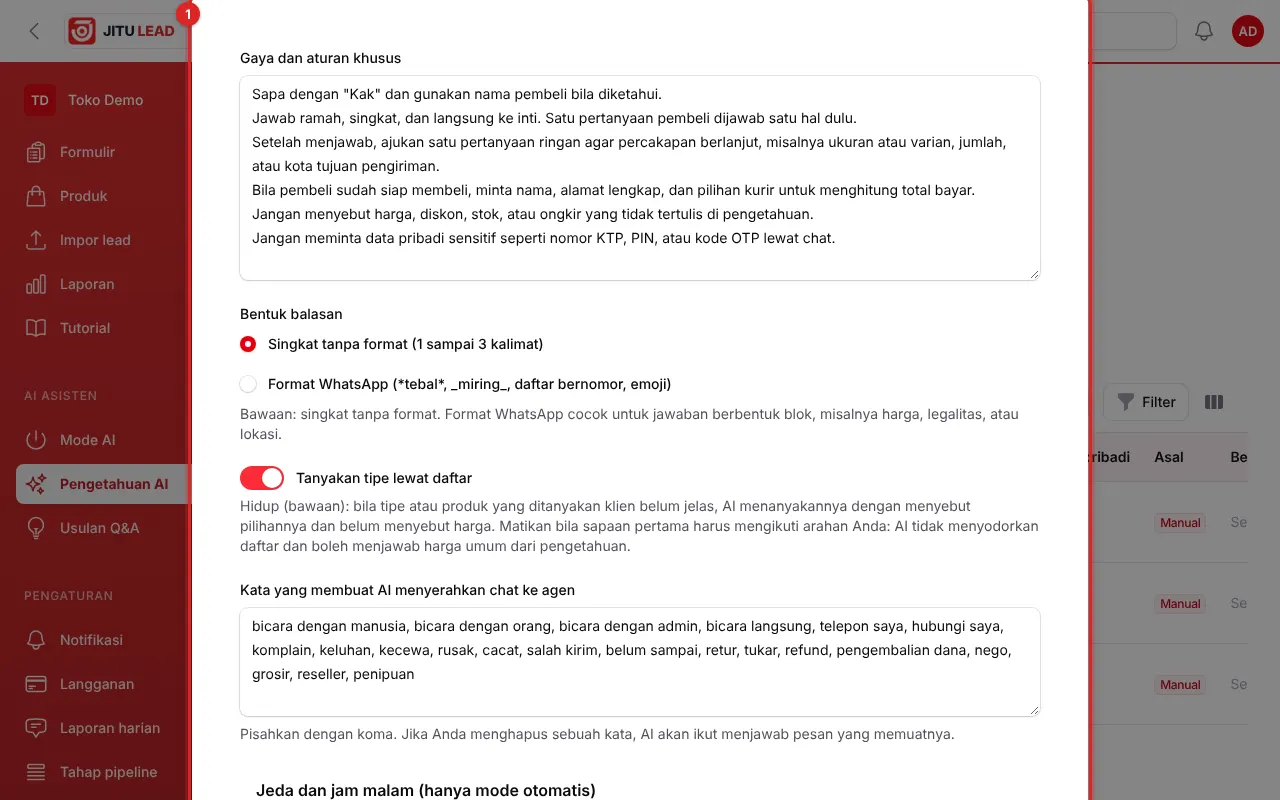 1
JITU LEAD
AD
TD
Toko Demo
Formulir
Produk
Impor lead
Laporan
Tutorial
AI ASISTEN
Mode AI
Pengetahuan AI
Usulan Q&A
PENGATURAN
Notifikasi
Langganan
Laporan harian
Tahap pipeline
Gaya dan aturan khusus
Sapa dengan "Kak" dan gunakan nama pembeli bila diketahui.
Jawab ramah, singkat, dan langsung ke inti. Satu pertanyaan pembeli dijawab satu hal dulu.
Setelah menjawab, ajukan satu pertanyaan ringan agar percakapan berlanjut, misalnya ukuran atau varian, jumlah,
atau kota tujuan pengiriman.
Bila pembeli sudah siap membeli, minta nama, alamat lengkap, dan pilihan kurir untuk menghitung total bayar.
Jangan menyebut harga, diskon, stok, atau ongkir yang tidak tertulis di pengetahuan.
Jangan meminta data pribadi sensitif seperti nomor KTP, PIN, atau kode OTP lewat chat.
Bentuk balasan
Singkat tanpa format (1 sampai 3 kalimat)
Format WhatsApp (*tebal*, _miring_, daftar bernomor, emoji)
Bawaan: singkat tanpa format. Format WhatsApp cocok untuk jawaban berbentuk blok, misalnya harga, legalitas, atau
lokasi.
Tanyakan tipe lewat daftar
Hidup (bawaan): bila tipe atau produk yang ditanyakan klien belum jelas, AI menanyakannya dengan menyebut
pilihannya dan belum menyebut harga. Matikan bila sapaan pertama harus mengikuti arahan Anda: AI tidak menyodorkan
daftar dan boleh menjawab harga umum dari pengetahuan.
Kata yang membuat AI menyerahkan chat ke agen
bicara dengan manusia, bicara dengan orang, bicara dengan admin, bicara langsung, telepon saya, hubungi saya,
komplain, keluhan, kecewa, rusak, cacat, salah kirim, belum sampai, retur, tukar, refund, pengembalian dana, nego,
grosir, reseller, penipuan
Pisahkan dengan koma. Jika Anda menghapus sebuah kata, AI akan ikut menjawab pesan yang memuatnya.
Jeda dan jam malam (hanya mode otomatis)
Filter
ribadi Asal Be
Manual Se
Manual Se
Manual Se